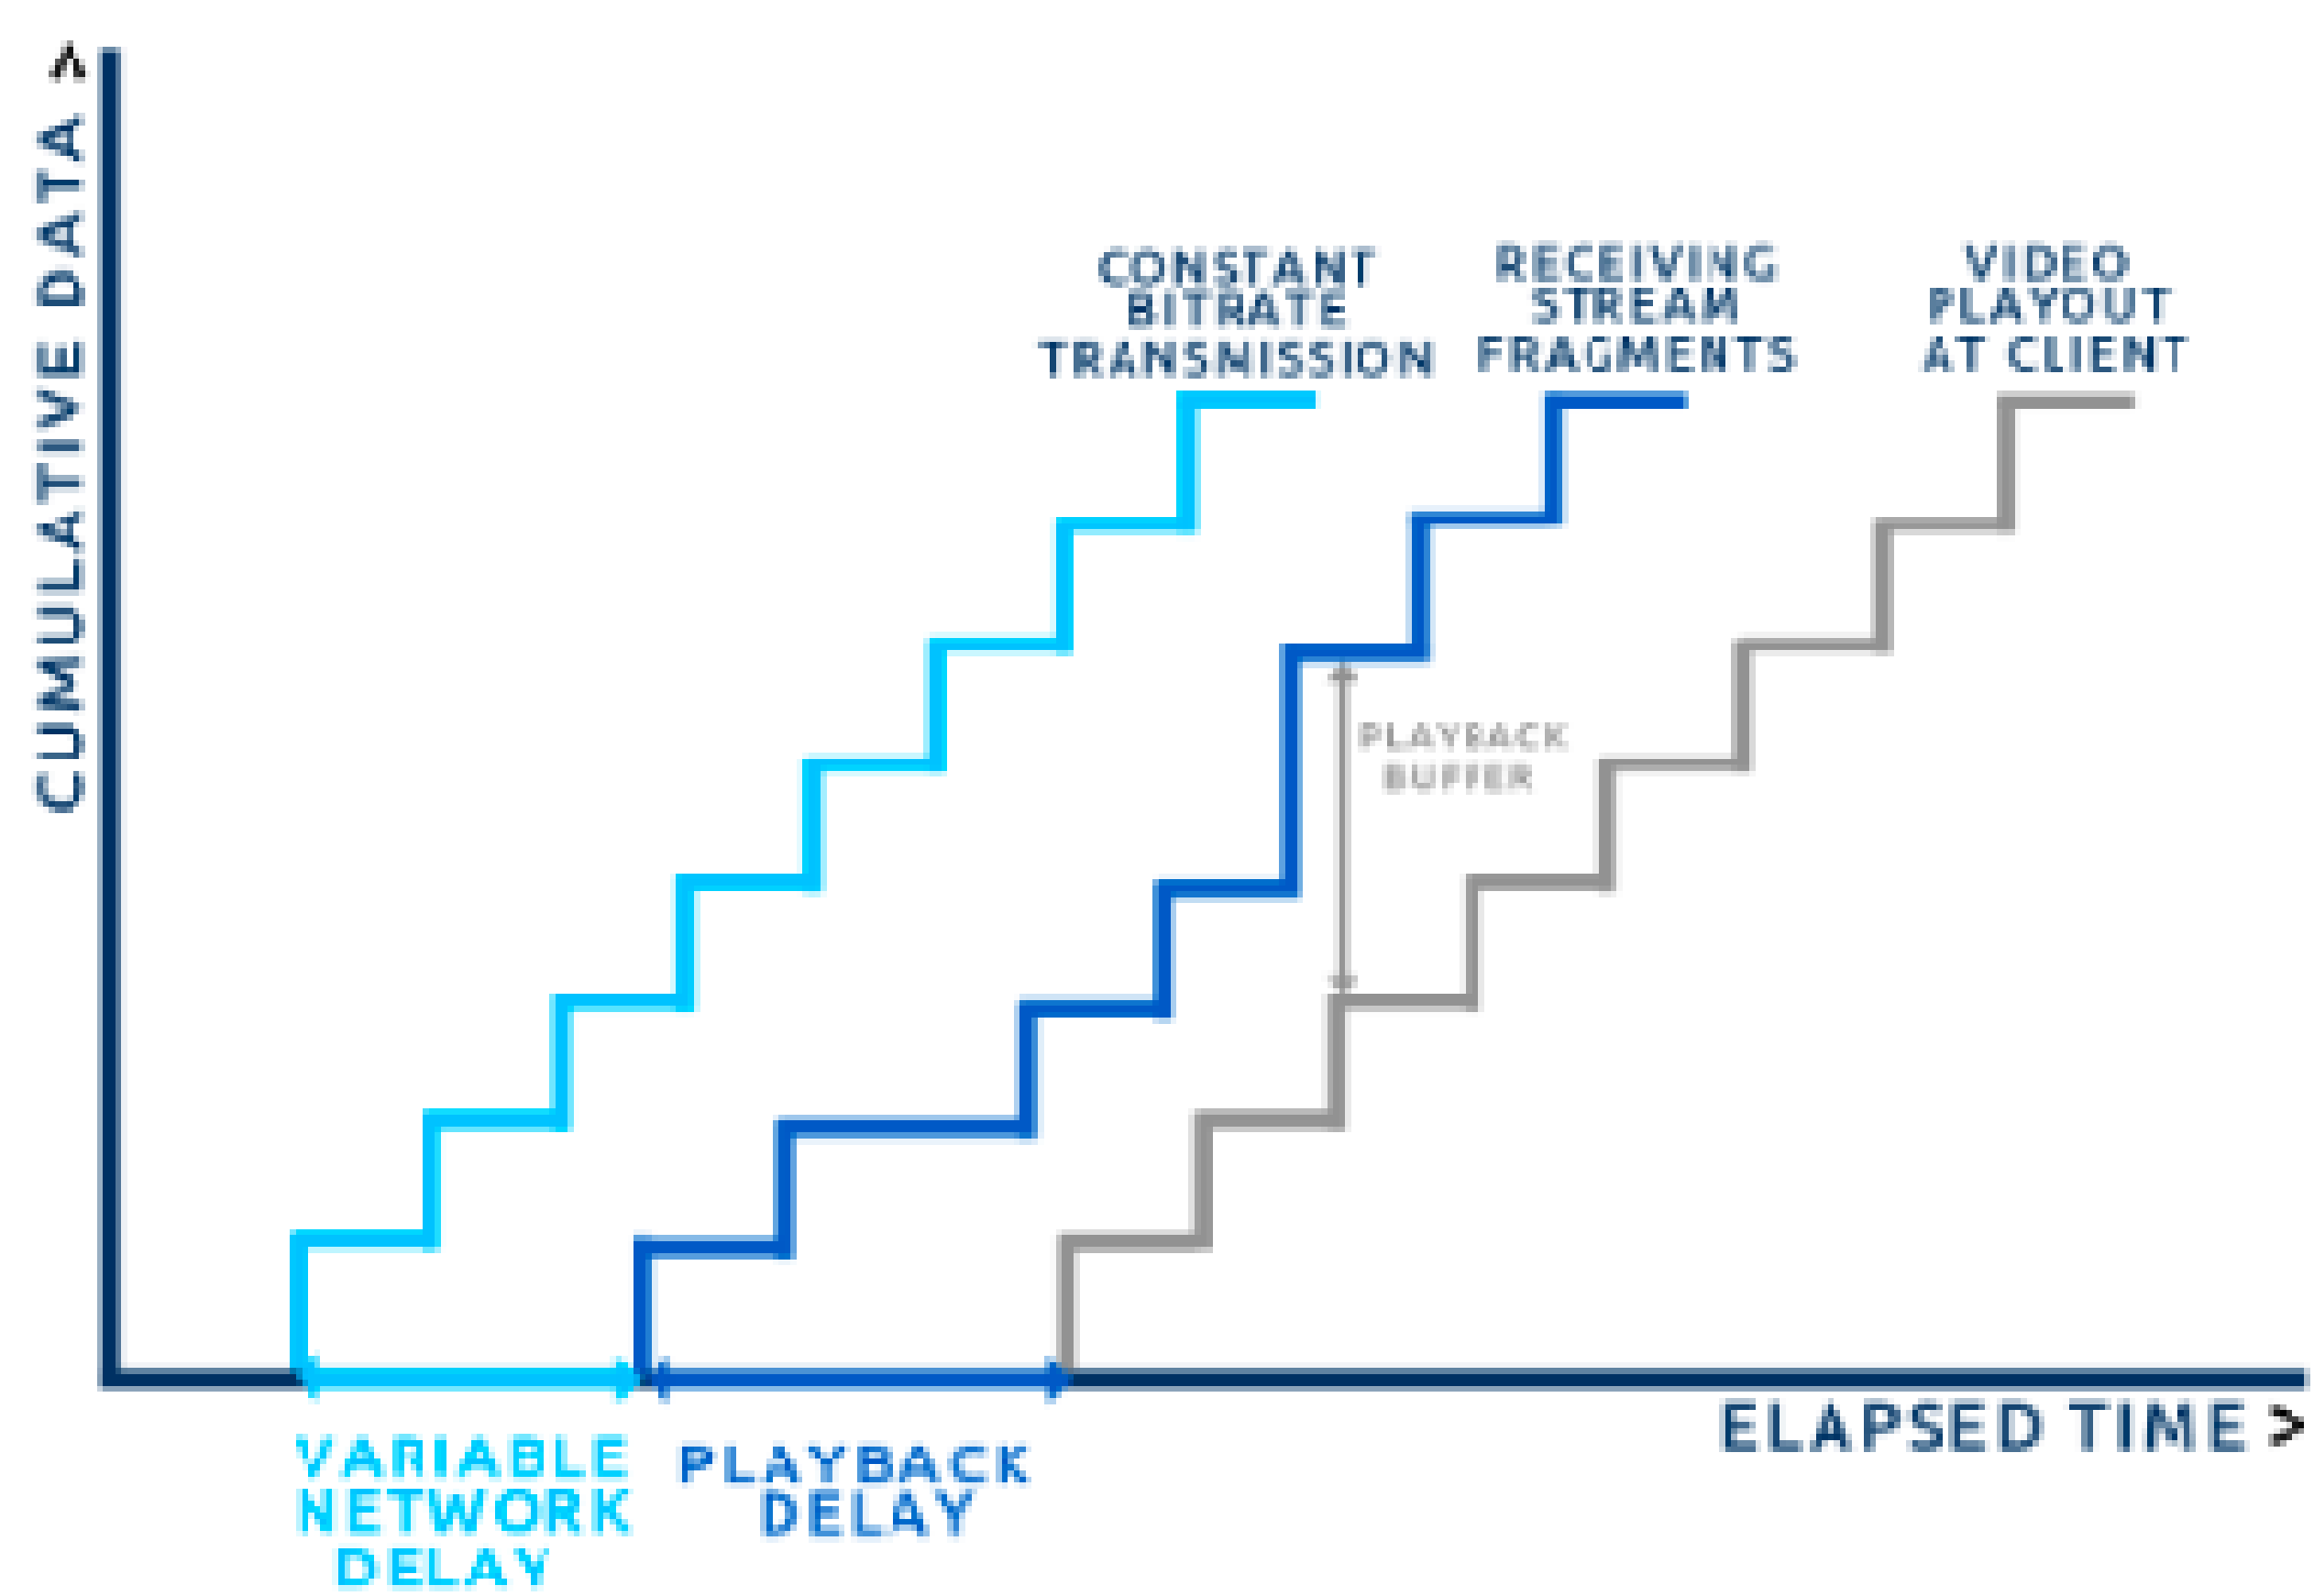 CUMULATIVE DATA >
CONSTANT
BITRATE
TRANSMISSION
RECEIVING
STREAM
FRAGMENTS
VIDEO
PLAYOUT
AT CLIENT
PLAYBACK
BUFFER
ELAPSED TIME >
VARIABLE
NETWORK
DELAY
PLAYBACK
DELAY